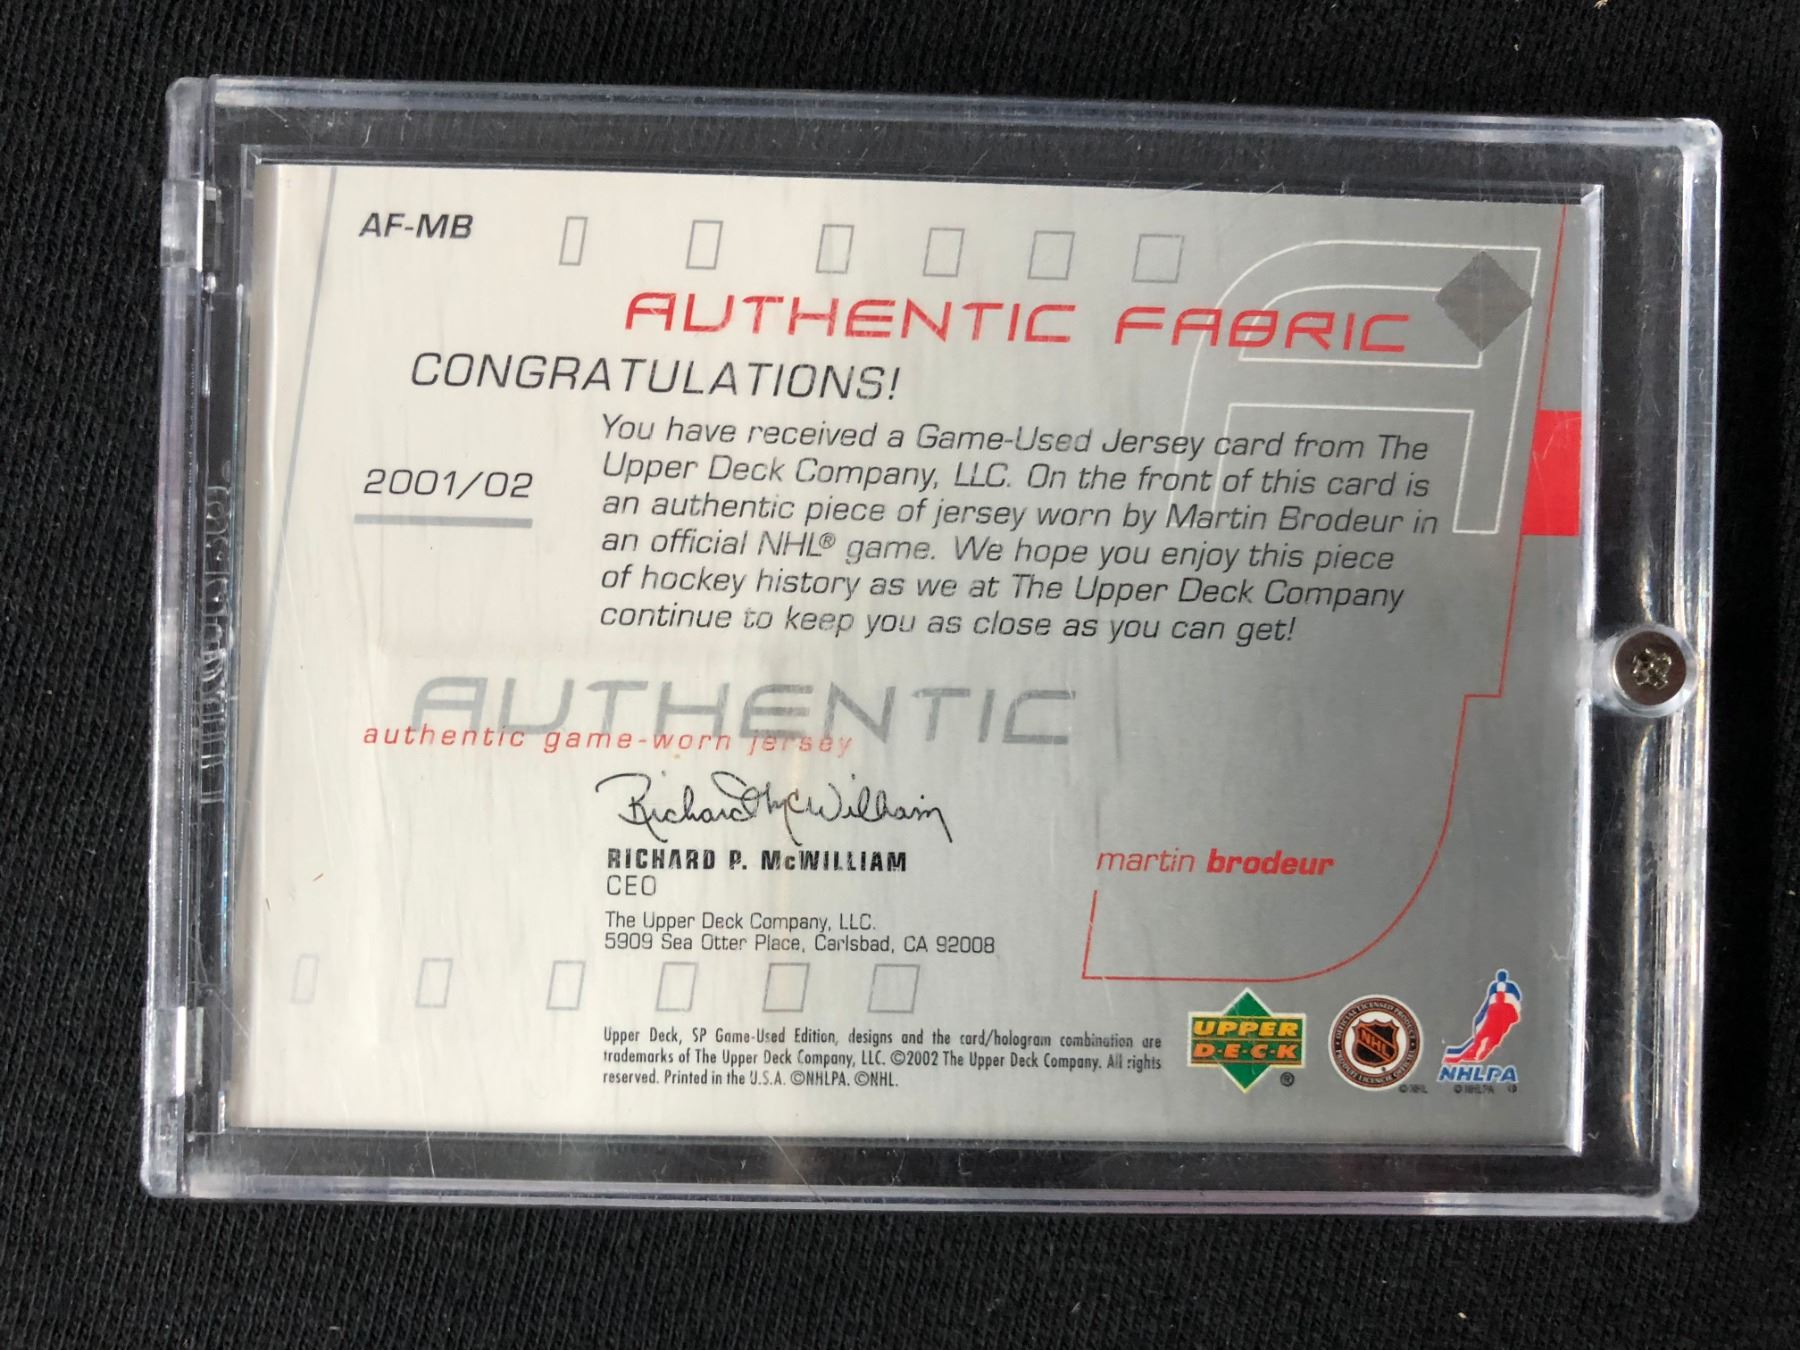 AF-MB
AUTHENTIC FABRIC
CONGRATULATIONS!
You have received a Game-Used Jersey card from The
Upper Deck Company, LLC. On the front of this card is
2001/02
an authentic piece of jersey worn by Martin Brodeur in
an official NHL® game. We hope you enjoy this piece
of hockey history as we at The Upper Deck Company
continue to keep you as close as you can get!
AUTHENTIC
authentic game-worn jersey
Richard McWilliam
RICHARD P. McWILLIAM
CEO
martin brodeur
The Upper Deck Company, LLC.
5909 Sea Otter Place, Carlsbad, CA 92008
Upper Deck, SP Game-Used Edition, designs and the card/hologram combination are
trademarks of The Upper Deck Company, LLC. ©2002 The Upper Deck Company. All rights
reserved. Printed in the U.S.A. ©NHLPA. ©NHL.
UPPER
D·E·C·K
®
NHL
©NHL
NHLPA
©NHLPA